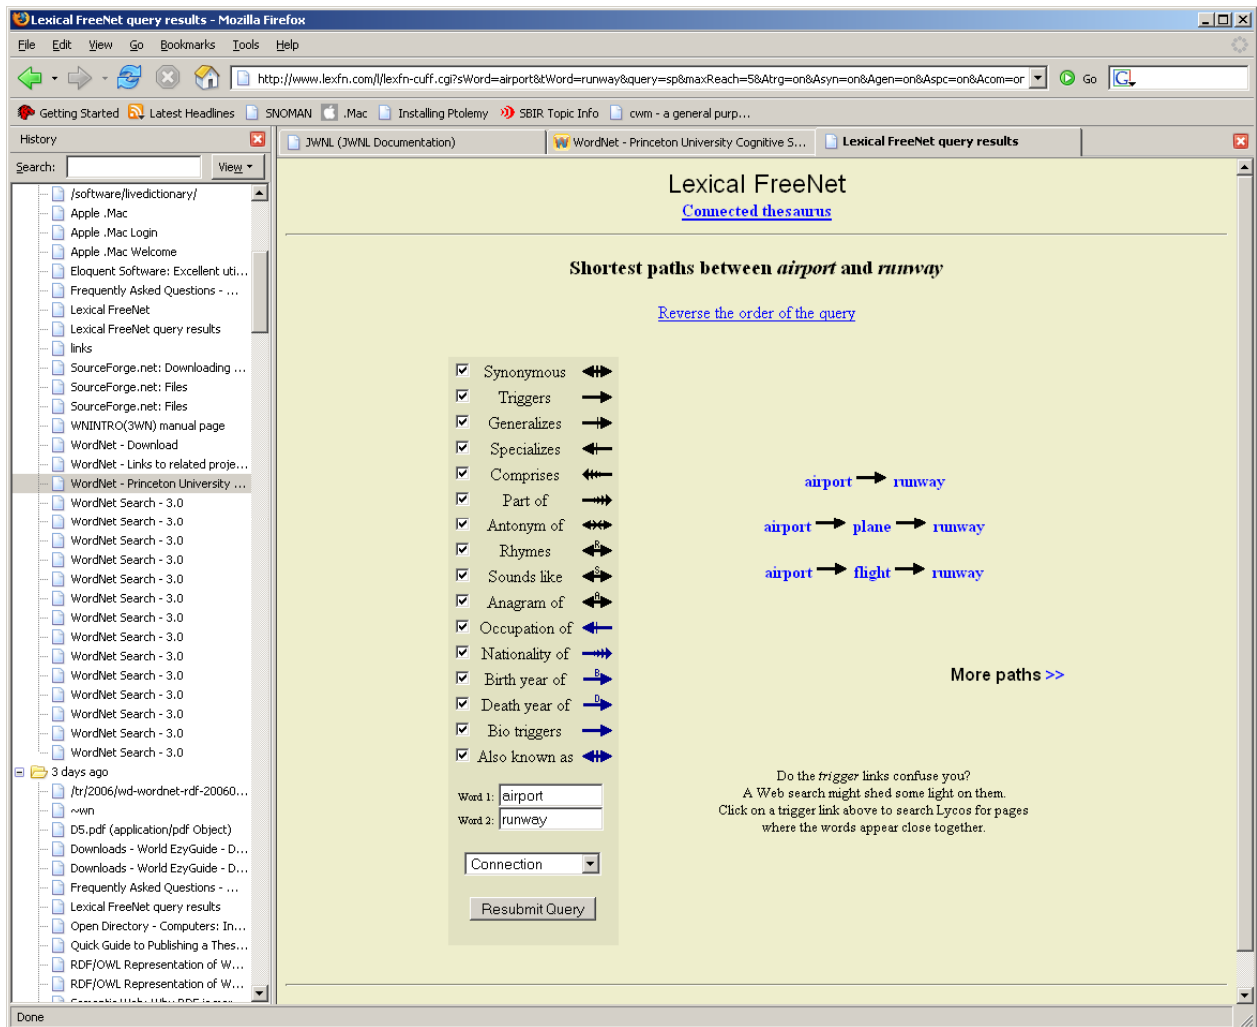 Lexical FreeNet query results - Mozilla Firefox
File Edit View Go Bookmarks Tools Help
http://www.lexfn.com/l/lexfn-cuff.cgi?sWord=airport&tWord=runway&query=sp&maxReach=5&Atrg=on&Asyn=on&Agen=on&Aspc=on&Acom=or Go G
Getting Started Latest Headlines SNOMAN .Mac Installing Ptolemy SBIR Topic Info cwm - a general purp...
History
Search: View
/software/livedictionary/
Apple .Mac
Apple .Mac Login
Apple .Mac Welcome
Eloquent Software: Excellent uti...
Frequently Asked Questions - ...
Lexical FreeNet
Lexical FreeNet query results
links
SourceForge.net: Downloading ...
SourceForge.net: Files
SourceForge.net: Files
WNINTRO(3WN) manual page
WordNet - Download
WordNet - Links to related proje...
WordNet - Princeton University ...
WordNet Search - 3.0
WordNet Search - 3.0
WordNet Search - 3.0
WordNet Search - 3.0
WordNet Search - 3.0
WordNet Search - 3.0
WordNet Search - 3.0
WordNet Search - 3.0
WordNet Search - 3.0
WordNet Search - 3.0
WordNet Search - 3.0
WordNet Search - 3.0
WordNet Search - 3.0
WordNet Search - 3.0
3 days ago
/tr/2006/wd-wordnet-rdf-20060...
~wn
D5.pdf (application/pdf Object)
Downloads - World EzyGuide - D...
Downloads - World EzyGuide - D...
Frequently Asked Questions - ...
Lexical FreeNet query results
Open Directory - Computers: In...
Quick Guide to Publishing a Thes...
RDF/OWL Representation of W...
RDF/OWL Representation of W...
JWNL (JWNL Documentation) WordNet - Princeton University Cognitive S... Lexical FreeNet query results
Lexical FreeNet
Connected thesaurus
Shortest paths between airport and runway
Reverse the order of the query
Synonymous
Triggers
Generalizes
Specializes
Comprises
Part of
Antonym of
Rhymes R
Sounds like S
Anagram of A
Occupation of
Nationality of
Birth year of B
Death year of D
Bio triggers
Also known as
Word 1: airport
Word 2: runway
Connection
Resubmit Query
airport runway
airport plane runway
airport flight runway
More paths >>
Do the trigger links confuse you?
A Web search might shed some light on them.
Click on a trigger link above to search Lycos for pages
where the words appear close together.
Done